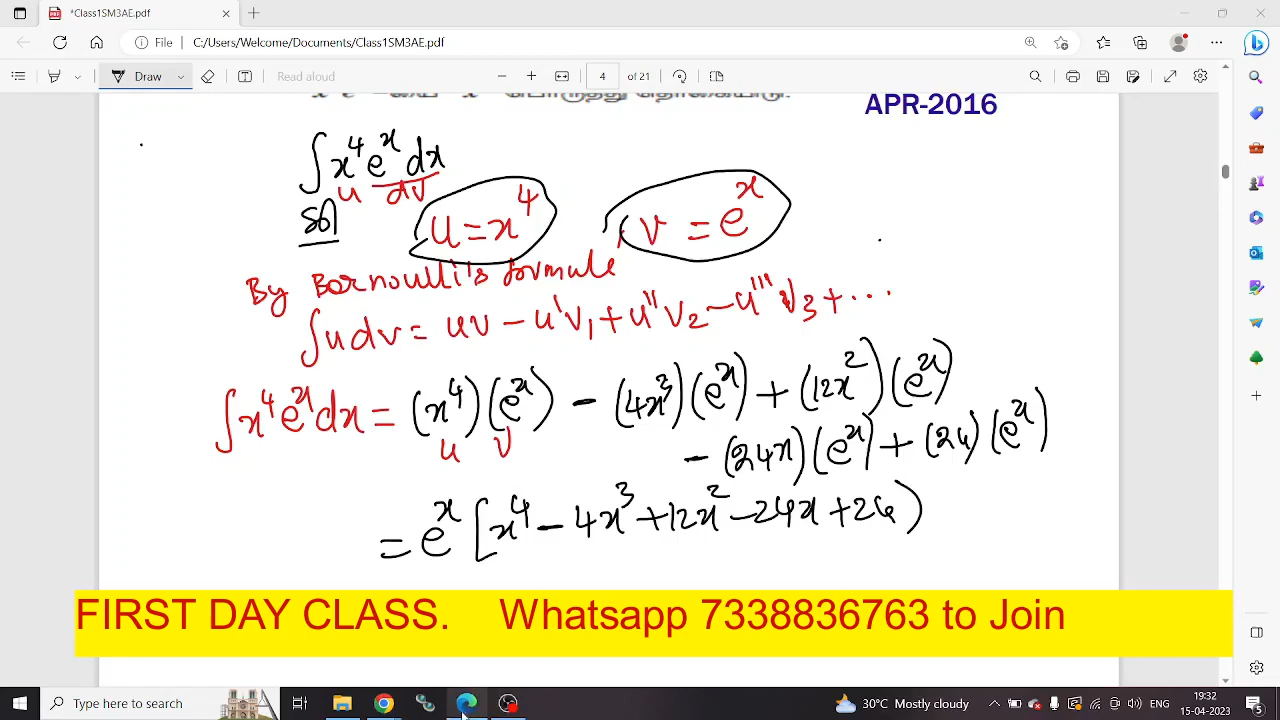 *Class1SM3AE.pdf
File C:/Users/Welcome/Documents/Class1SM3AE.pdf
Draw Read aloud 4 of 21
APR-2016
∫x⁴eˣdx
u dv
Sol
u = x⁴ v = eˣ
By Bernoulli's formula
∫u dv = uv − u'v₁ + u''v₂ − u'''v₃ + ...
∫x⁴eˣdx = (x⁴)(eˣ) − (4x³)(eˣ) + (12x²)(eˣ)
u v
− (24x)(eˣ) + (24)(eˣ)
= eˣ [x⁴ − 4x³ + 12x² − 24x + 24)
FIRST DAY CLASS. Whatsapp 7338836763 to Join
Type here to search
30°C Mostly cloudy
ENG
19:32
15-04-2023